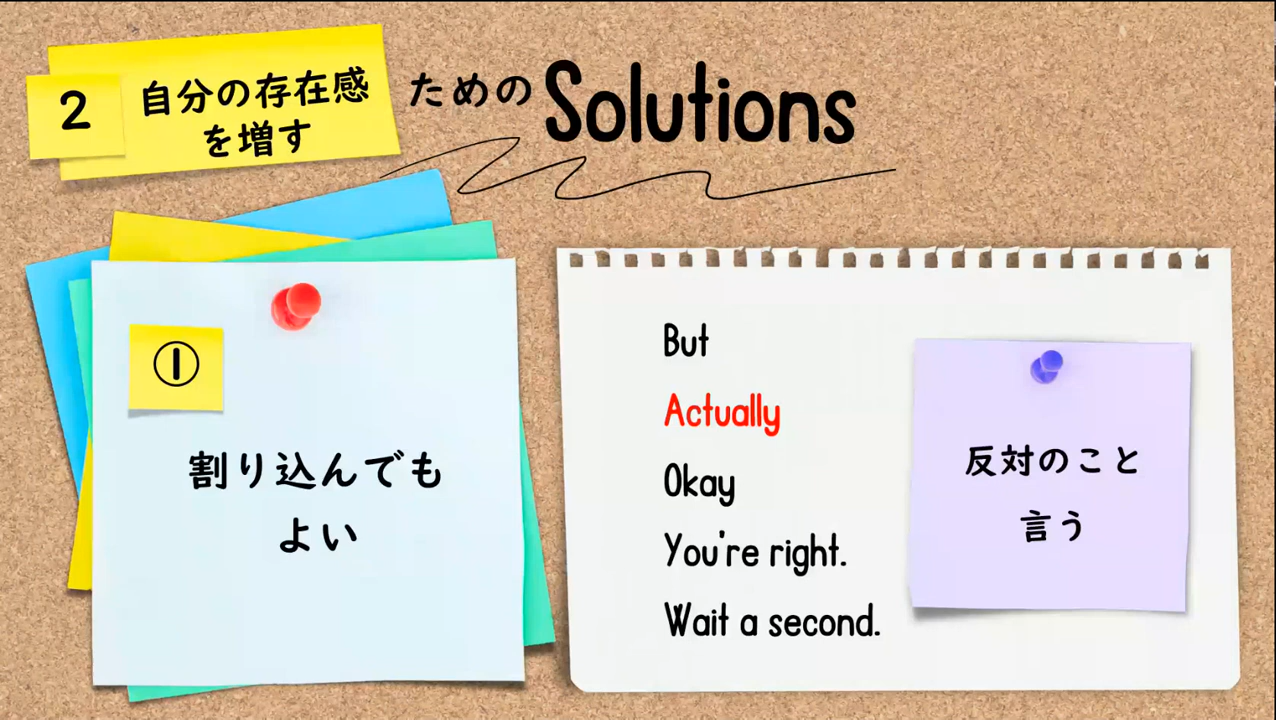 2
自分の存在感
を増す
ための Solutions
①
割り込んでも
よい
But
Actually
Okay
You're right.
Wait a second.
反対のこと
言う